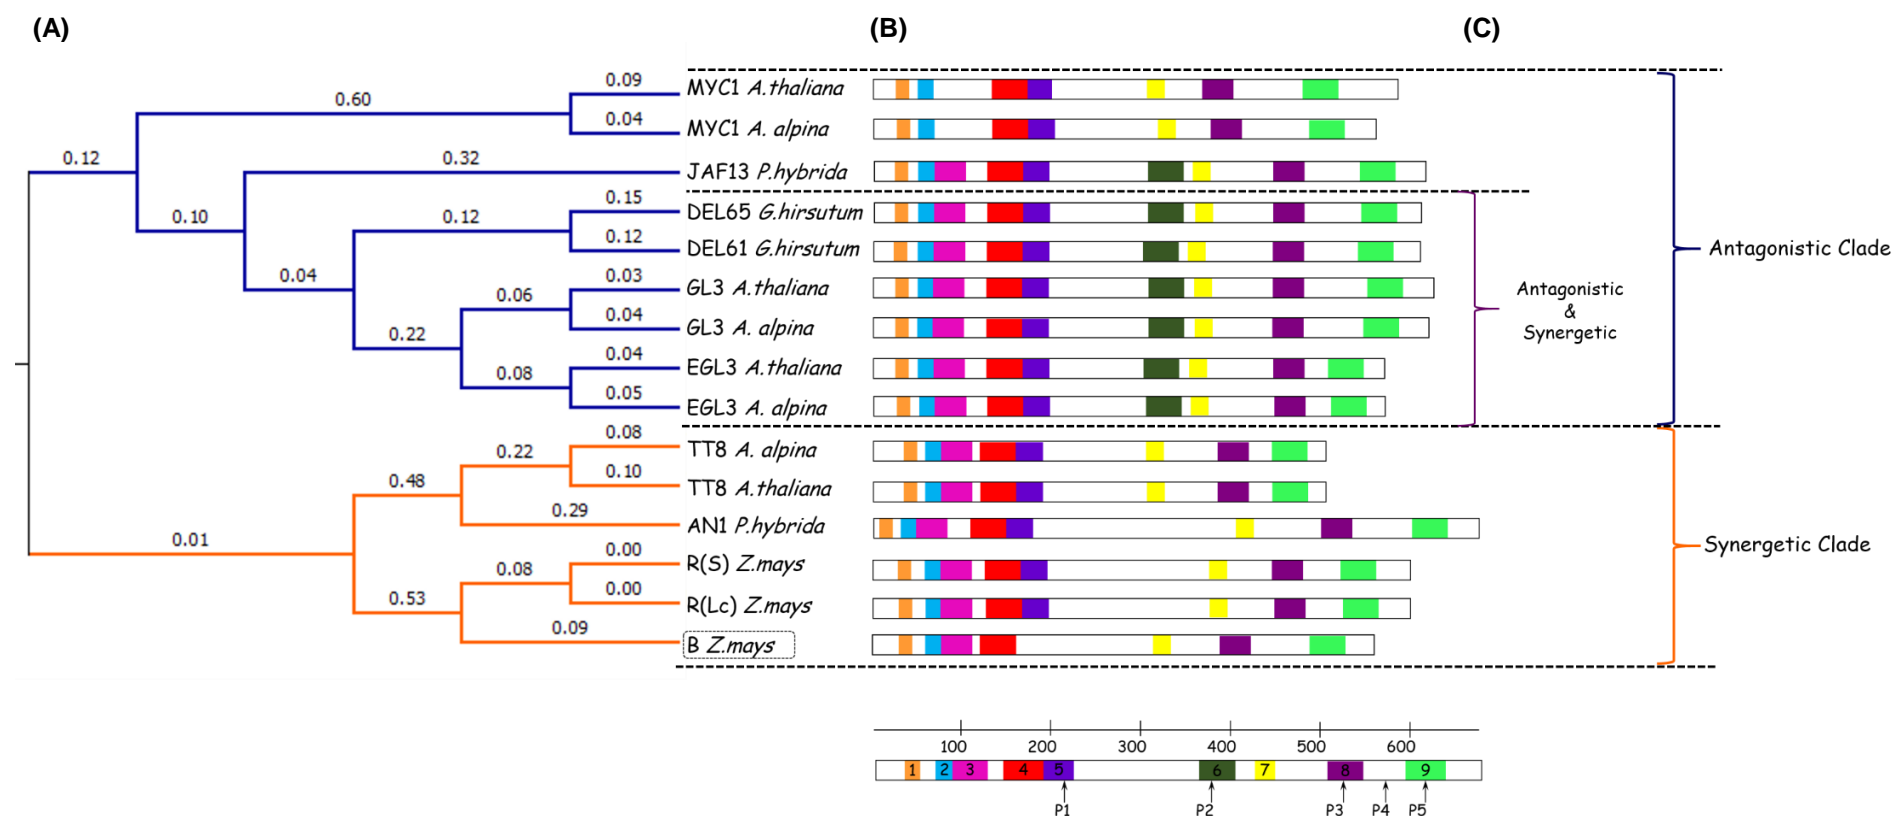 (A) (B) (C)
0.09 MYC1 A.thaliana
0.60
0.04 MYC1 A. alpina
0.12 0.32 JAF13 P.hybrida
0.15 DEL65 G.hirsutum
0.10 0.12
0.12 DEL61 G.hirsutum
Antagonistic Clade
0.04 0.03 GL3 A.thaliana
0.06
0.04 GL3 A. alpina
Antagonistic
&
Synergetic
0.22
0.04 EGL3 A.thaliana
0.08
0.05 EGL3 A. alpina
0.08 TT8 A. alpina
0.22
0.10 TT8 A.thaliana
0.48
0.29 AN1 P.hybrida
0.01
Synergetic Clade
0.00 R(S) Z.mays
0.08
0.00 R(Lc) Z.mays
0.53
0.09 B Z.mays
100 200 300 400 500 600
1 2 3 4 5 6 7 8 9
P1 P2 P3 P4 P5